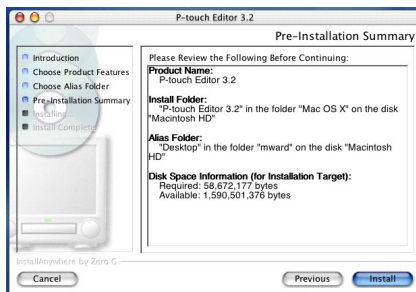 P-touch Editor 3.2
Pre-Installation Summary
Introduction
Choose Product Features
Choose Alias Folder
Pre-Installation Summary
Installing...
Install Complete
Please Review the Following Before Continuing:
Product Name:
P-touch Editor 3.2
Install Folder:
"P-touch Editor 3.2" in the folder "Mac OS X" on the disk
"Macintosh HD"
Alias Folder:
"Desktop" in the folder "mward" on the disk "Macintosh
HD"
Disk Space Information (for Installation Target):
Required: 58,672,177 bytes
Available: 1,590,501,376 bytes
InstallAnywhere by Zero G
Cancel
Previous
Install